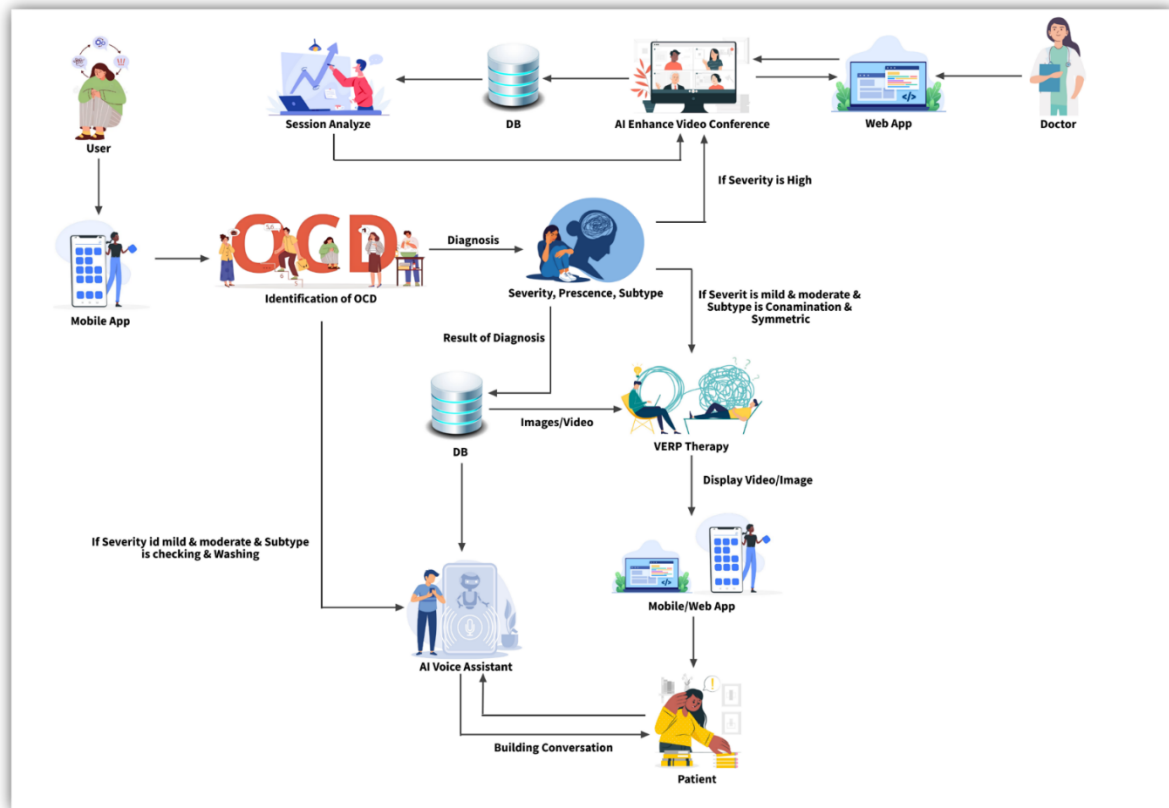 User
Session Analyze
DB
AI Enhance Video Conference
Web App
Doctor
If Severity is High
Mobile App
OCD
Identification of OCD
Diagnosis
Severity, Prescence, Subtype
If Severit is mild & moderate &
Subtype is Conamination &
Symmetric
Result of Diagnosis
DB
Images/Video
VERP Therapy
Display Video/Image
If Severity id mild & moderate & Subtype
is checking & Washing
Mobile/Web App
AI Voice Assistant
Building Conversation
Patient